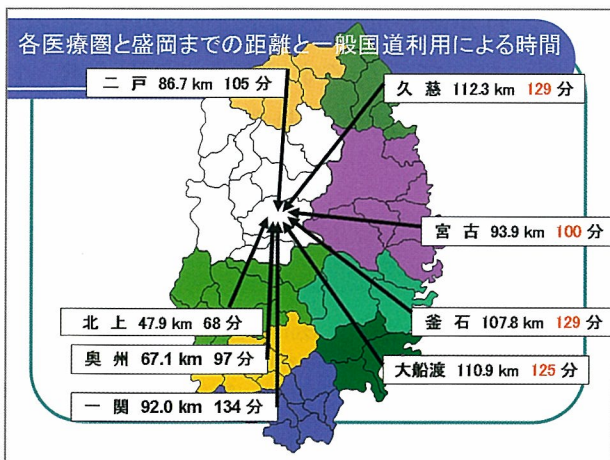 各医療圏と盛岡までの距離と一般国道利用による時間
二 戸 86.7 km 105 分
久 慈 112.3 km 129 分
宮 古 93.9 km 100 分
北 上 47.9 km 68 分
釜 石 107.8 km 129 分
奥 州 67.1 km 97 分
大船渡 110.9 km 125 分
一 関 92.0 km 134 分